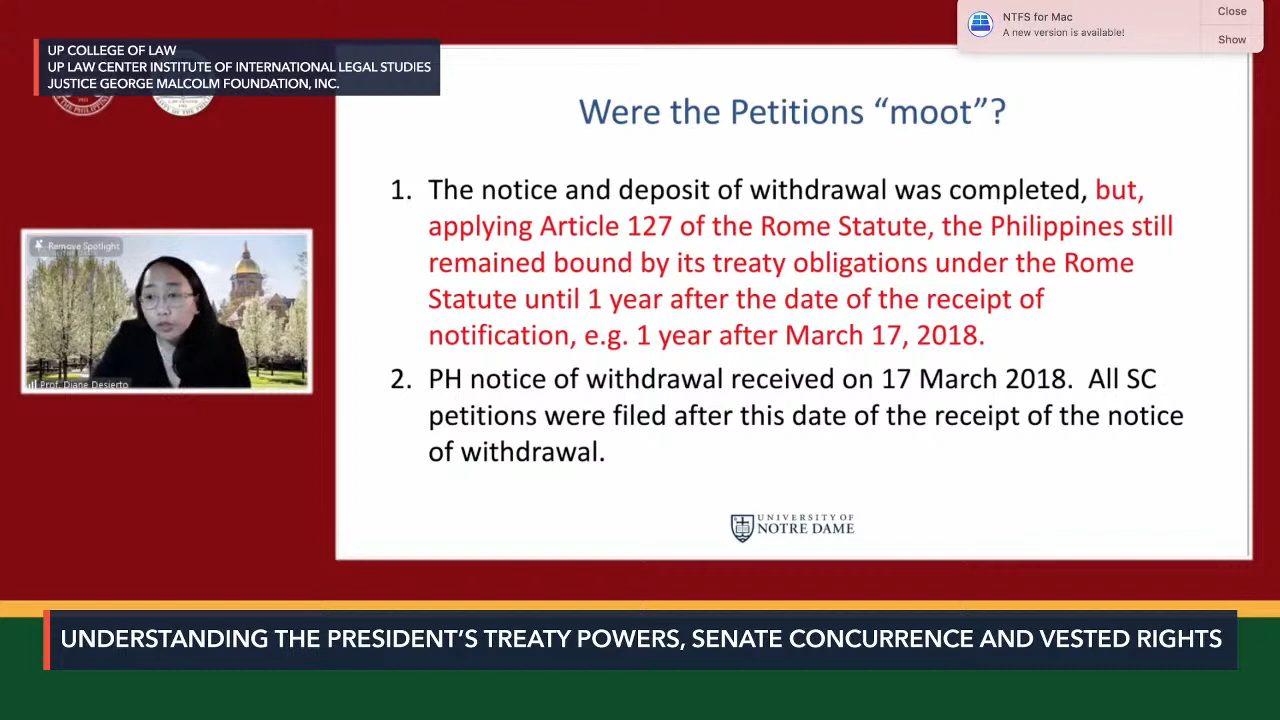 NTFS for Mac
A new version is available!
Close
Show
UP COLLEGE OF LAW
UP LAW CENTER INSTITUTE OF INTERNATIONAL LEGAL STUDIES
JUSTICE GEORGE MALCOLM FOUNDATION, INC.
Were the Petitions “moot”?
1. The notice and deposit of withdrawal was completed, but,
applying Article 127 of the Rome Statute, the Philippines still
remained bound by its treaty obligations under the Rome
Statute until 1 year after the date of the receipt of
notification, e.g. 1 year after March 17, 2018.
2. PH notice of withdrawal received on 17 March 2018. All SC
petitions were filed after this date of the receipt of the notice
of withdrawal.
Remove Spotlight
Prof. Diane Desierto
UNIVERSITY OF
NOTRE DAME
UNDERSTANDING THE PRESIDENT’S TREATY POWERS, SENATE CONCURRENCE AND VESTED RIGHTS